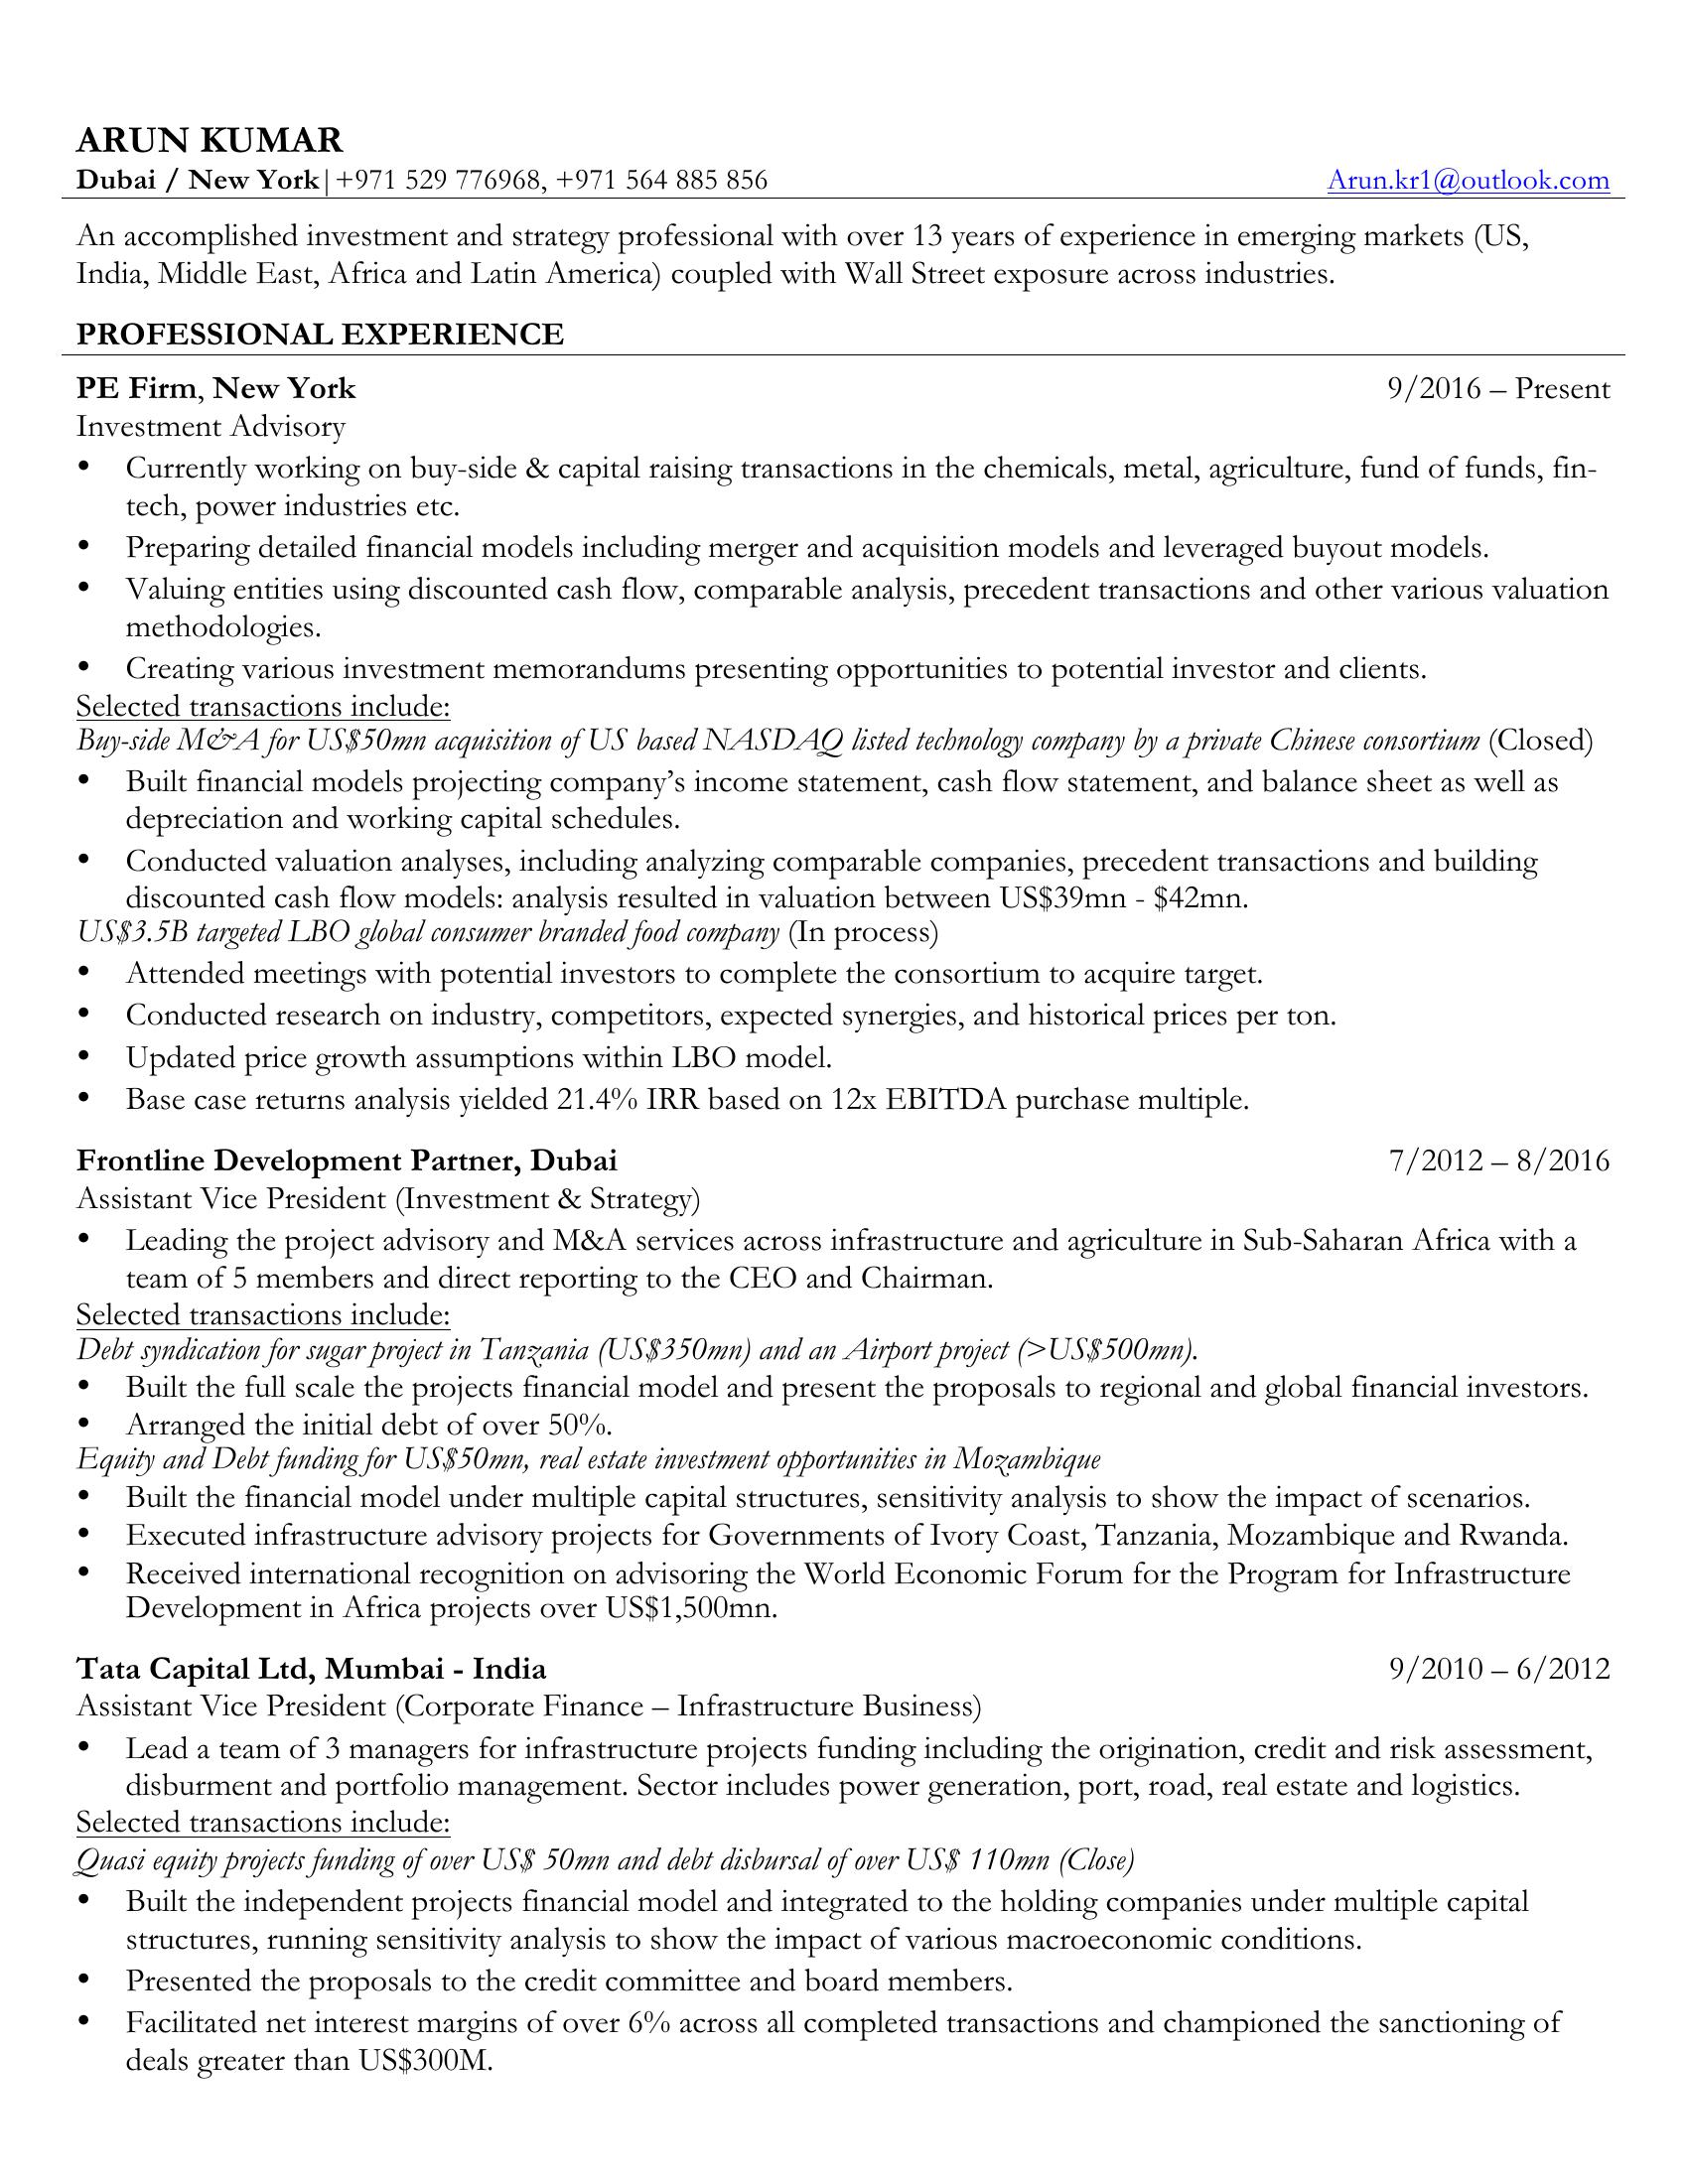 ARUN KUMAR
Dubai / New York|+971 529 776968, +971 564 885 856 Arun.kr1@outlook.com
An accomplished investment and strategy professional with over 13 years of experience in emerging markets (US,
India, Middle East, Africa and Latin America) coupled with Wall Street exposure across industries.
PROFESSIONAL EXPERIENCE
PE Firm, New York 9/2016 – Present
Investment Advisory
• Currently working on buy-side & capital raising transactions in the chemicals, metal, agriculture, fund of funds, fin-
tech, power industries etc.
• Preparing detailed financial models including merger and acquisition models and leveraged buyout models.
• Valuing entities using discounted cash flow, comparable analysis, precedent transactions and other various valuation
methodologies.
• Creating various investment memorandums presenting opportunities to potential investor and clients.
Selected transactions include:
Buy-side M&A for US$50mn acquisition of US based NASDAQ listed technology company by a private Chinese consortium (Closed)
• Built financial models projecting company’s income statement, cash flow statement, and balance sheet as well as
depreciation and working capital schedules.
• Conducted valuation analyses, including analyzing comparable companies, precedent transactions and building
discounted cash flow models: analysis resulted in valuation between US$39mn - $42mn.
US$3.5B targeted LBO global consumer branded food company (In process)
• Attended meetings with potential investors to complete the consortium to acquire target.
• Conducted research on industry, competitors, expected synergies, and historical prices per ton.
• Updated price growth assumptions within LBO model.
• Base case returns analysis yielded 21.4% IRR based on 12x EBITDA purchase multiple.
Frontline Development Partner, Dubai 7/2012 – 8/2016
Assistant Vice President (Investment & Strategy)
• Leading the project advisory and M&A services across infrastructure and agriculture in Sub-Saharan Africa with a
team of 5 members and direct reporting to the CEO and Chairman.
Selected transactions include:
Debt syndication for sugar project in Tanzania (US$350mn) and an Airport project (>US$500mn).
• Built the full scale the projects financial model and present the proposals to regional and global financial investors.
• Arranged the initial debt of over 50%.
Equity and Debt funding for US$50mn, real estate investment opportunities in Mozambique
• Built the financial model under multiple capital structures, sensitivity analysis to show the impact of scenarios.
• Executed infrastructure advisory projects for Governments of Ivory Coast, Tanzania, Mozambique and Rwanda.
• Received international recognition on advisoring the World Economic Forum for the Program for Infrastructure
Development in Africa projects over US$1,500mn.
Tata Capital Ltd, Mumbai - India 9/2010 – 6/2012
Assistant Vice President (Corporate Finance – Infrastructure Business)
• Lead a team of 3 managers for infrastructure projects funding including the origination, credit and risk assessment,
disburment and portfolio management. Sector includes power generation, port, road, real estate and logistics.
Selected transactions include:
Quasi equity projects funding of over US$ 50mn and debt disbursal of over US$ 110mn (Close)
• Built the independent projects financial model and integrated to the holding companies under multiple capital
structures, running sensitivity analysis to show the impact of various macroeconomic conditions.
• Presented the proposals to the credit committee and board members.
• Facilitated net interest margins of over 6% across all completed transactions and championed the sanctioning of
deals greater than US$300M.